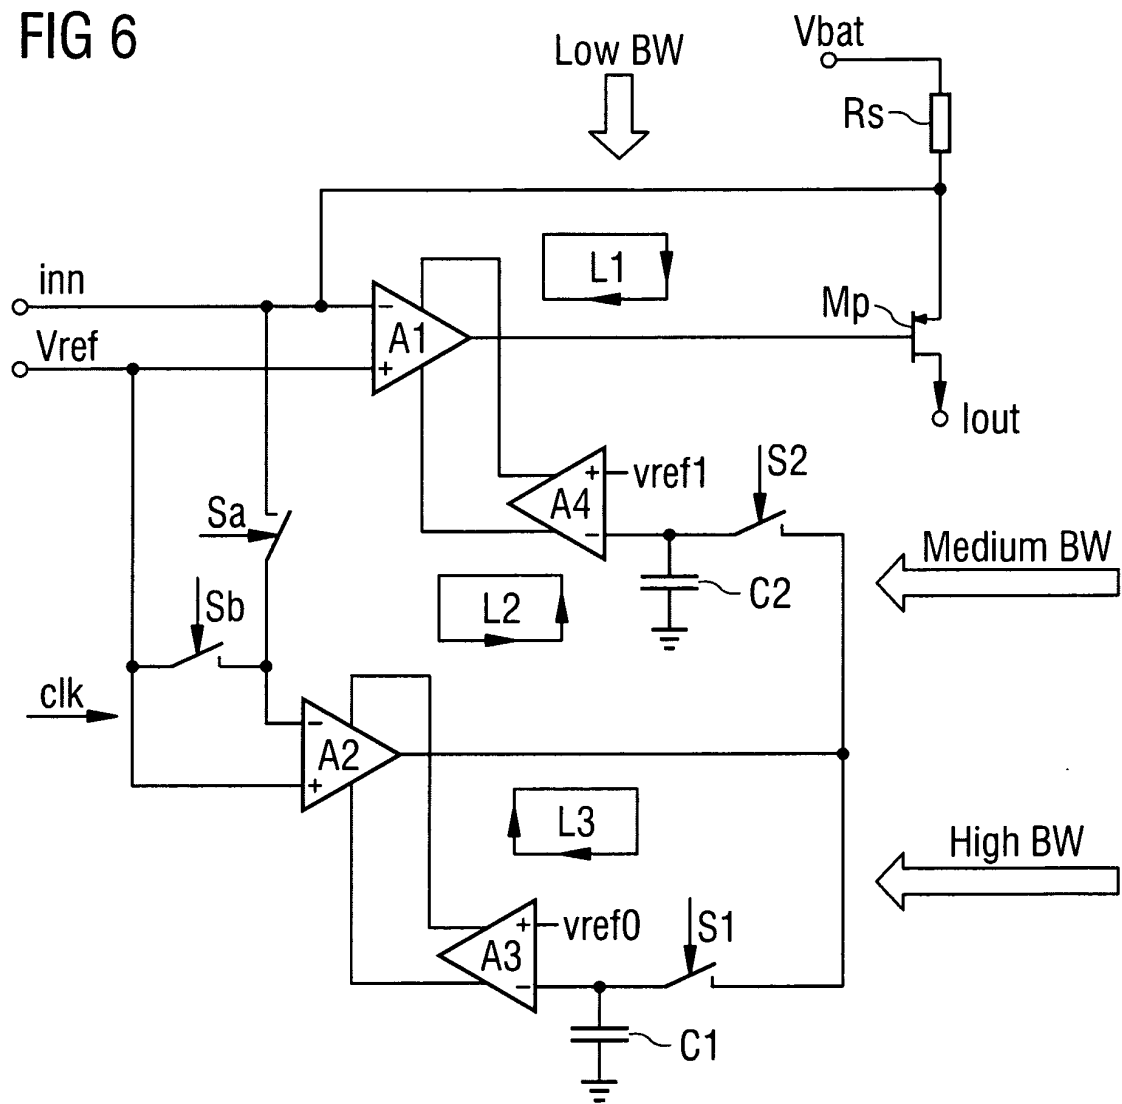 FIG 6
Low BW
Vbat
Rs
inn
L1
Vref
− A1 +
Mp
Iout
S2
+ vref1
A4
−
Sa
Medium BW
C2
L2
Sb
clk
− A2 +
L3
High BW
+ vref0
A3
−
S1
C1